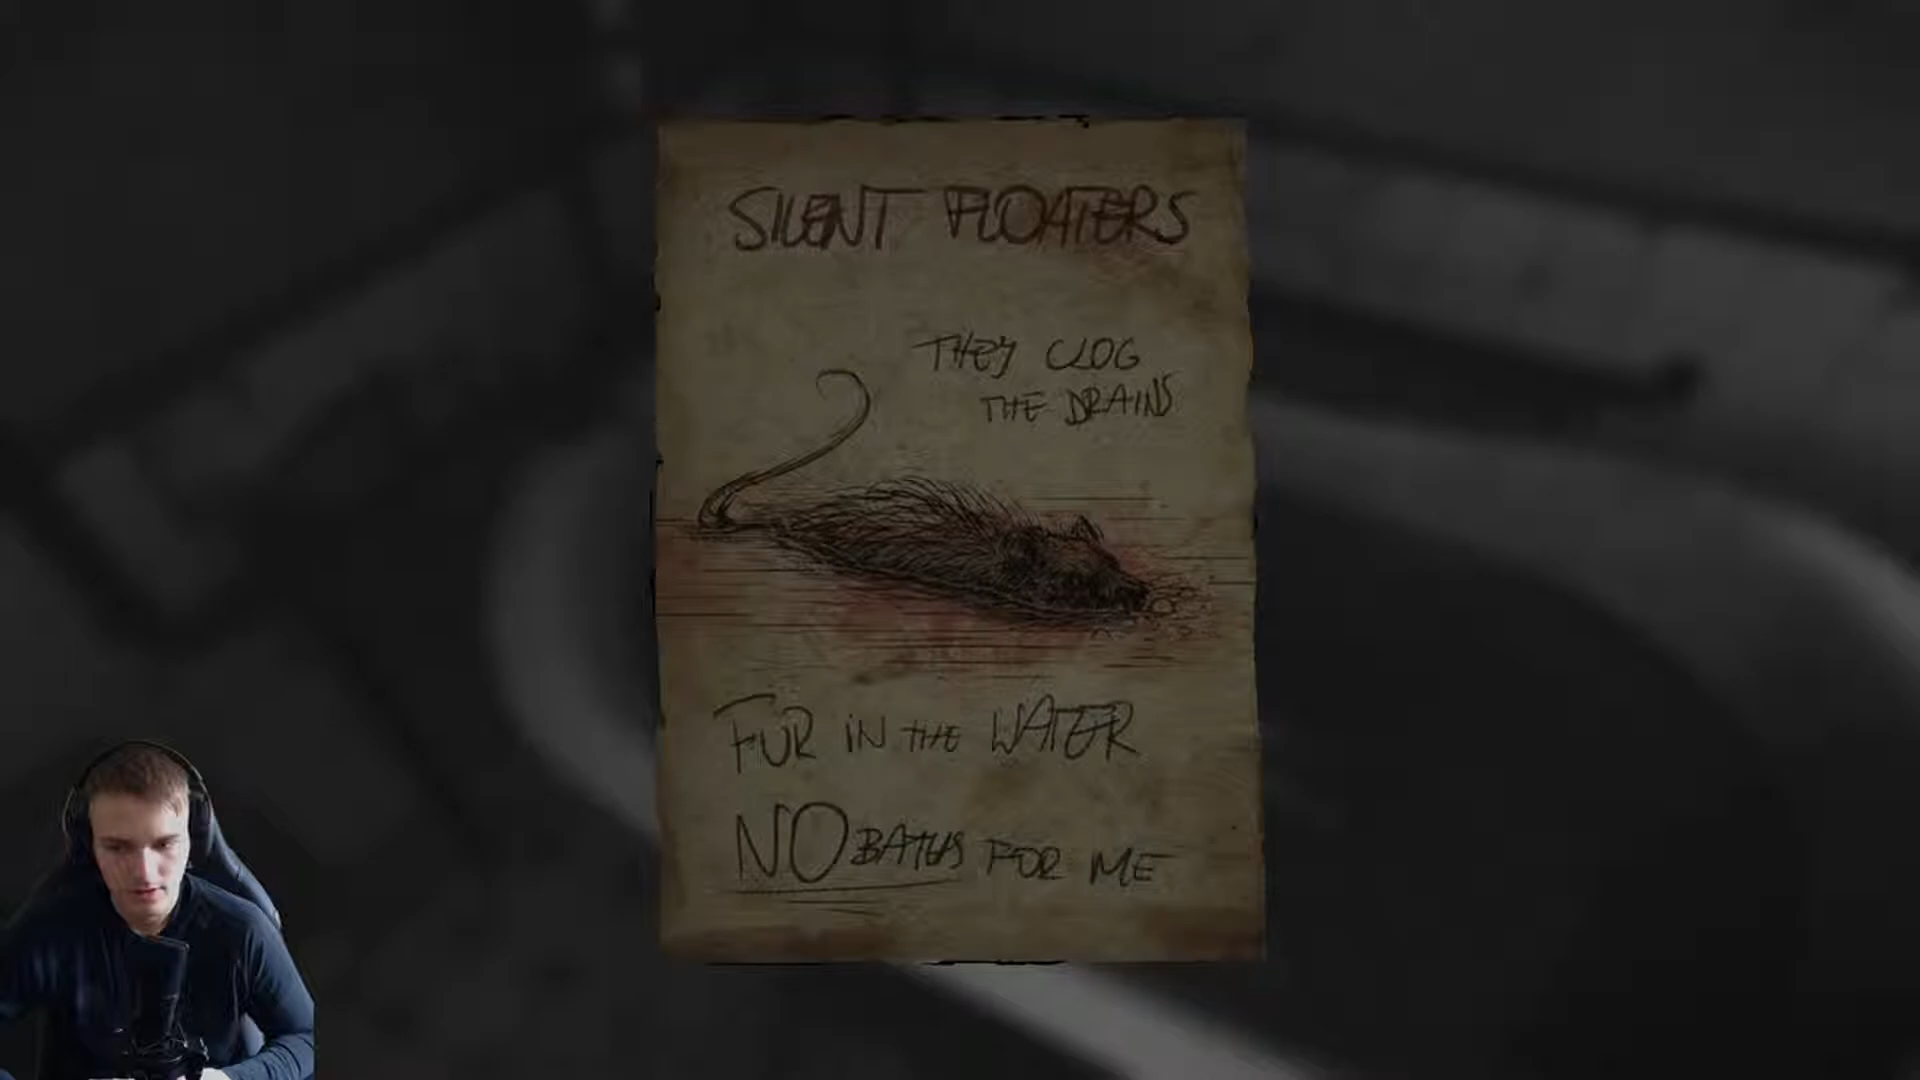 SILENT FLOATERS
THEY CLOG
THE DRAINS
FUR iN THE WATER
NO BATHS FOR ME